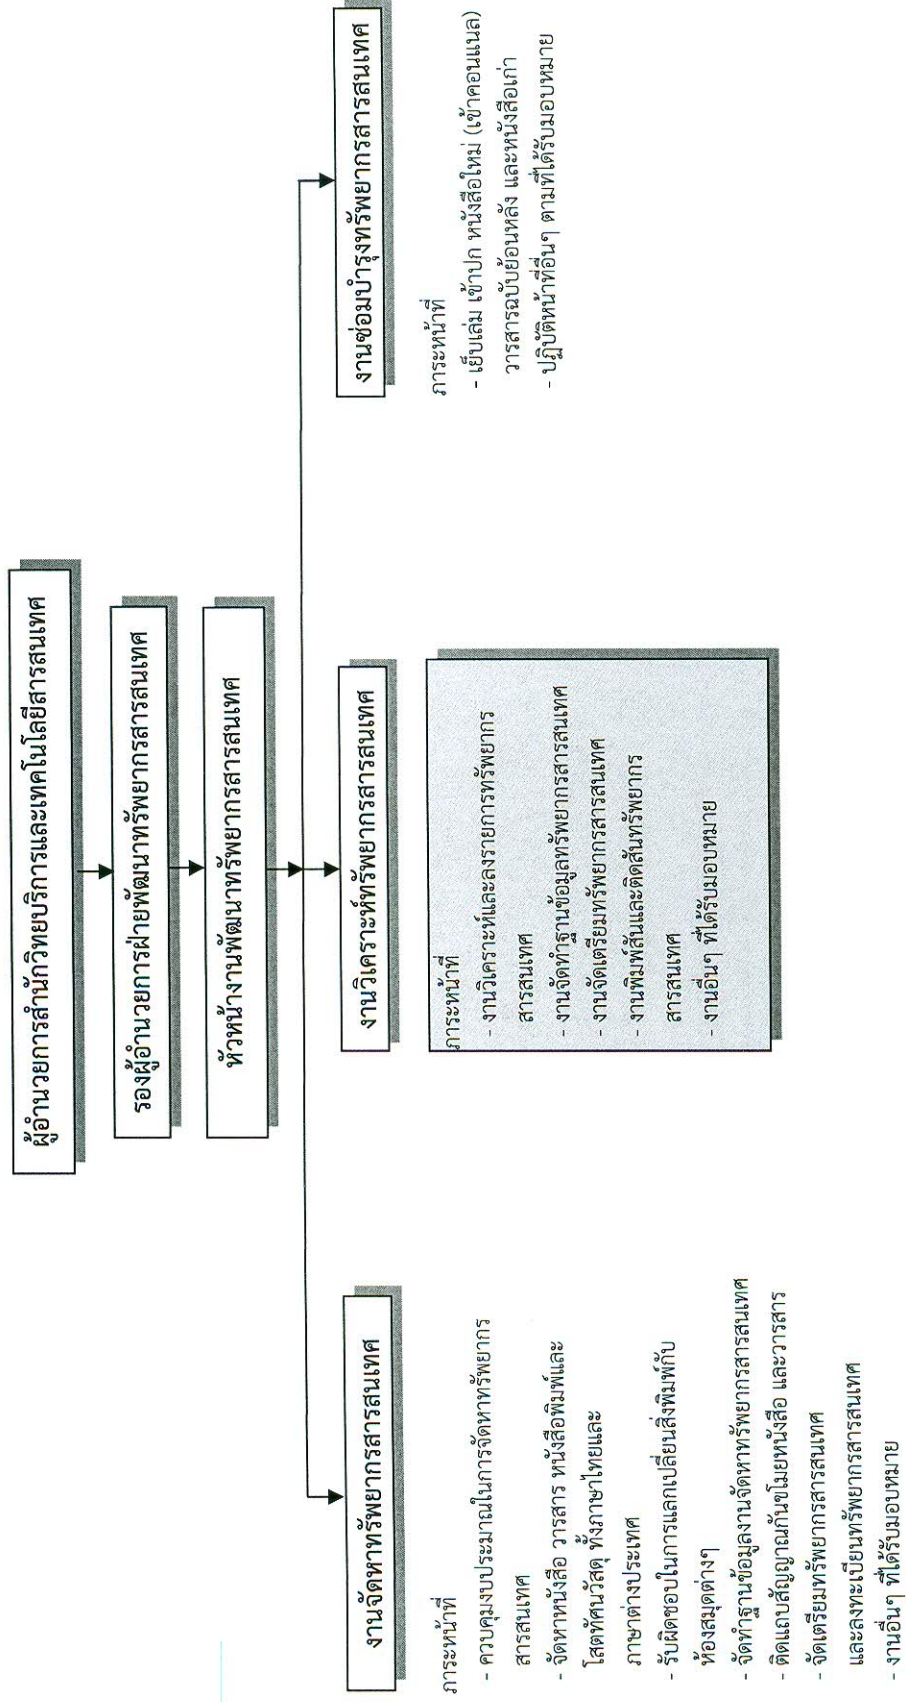 ผู้อำนวยการสำนักวิทยบริการและเทคโนโลยีสารสนเทศ
รองผู้อำนวยการฝ่ายพัฒนาทรัพยากรสารสนเทศ
หัวหน้างานพัฒนาทรัพยากรสารสนเทศ
งานจัดหาทรัพยากรสารสนเทศ
ภาระหน้าที่
- ควบคุมงบประมาณในการจัดหาทรัพยากร
สารสนเทศ
- จัดหาหนังสือ วารสาร หนังสือพิมพ์และ
โสตทัศนวัสดุ ทั้งภาษาไทยและ
ภาษาต่างประเทศ
- รับผิดชอบในการแลกเปลี่ยนสิ่งพิมพ์กับ
ห้องสมุดต่างๆ
- จัดทำฐานข้อมูลงานจัดหาทรัพยากรสารสนเทศ
- ติดแถบสัญญาณกันขโมยหนังสือ และวารสาร
- จัดเตรียมทรัพยากรสารสนเทศ
และลงทะเบียนทรัพยากรสารสนเทศ
- งานอื่นๆ ที่ได้รับมอบหมาย
งานวิเคราะห์ทรัพยากรสารสนเทศ
ภาระหน้าที่
- งานวิเคราะห์และลงรายการทรัพยากร
สารสนเทศ
- งานจัดทำฐานข้อมูลทรัพยากรสารสนเทศ
- งานจัดเตรียมทรัพยากรสารสนเทศ
- งานพิมพ์สันและติดสันทรัพยากร
สารสนเทศ
- งานอื่นๆ ที่ได้รับมอบหมาย
งานซ่อมบำรุงทรัพยากรสารสนเทศ
ภาระหน้าที่
- เย็บเล่ม เข้าปก หนังสือใหม่ (เข้าคอนแนล)
วารสารฉบับย้อนหลัง และหนังสือเก่า
- ปฏิบัติหน้าที่อื่นๆ ตามที่ได้รับมอบหมาย